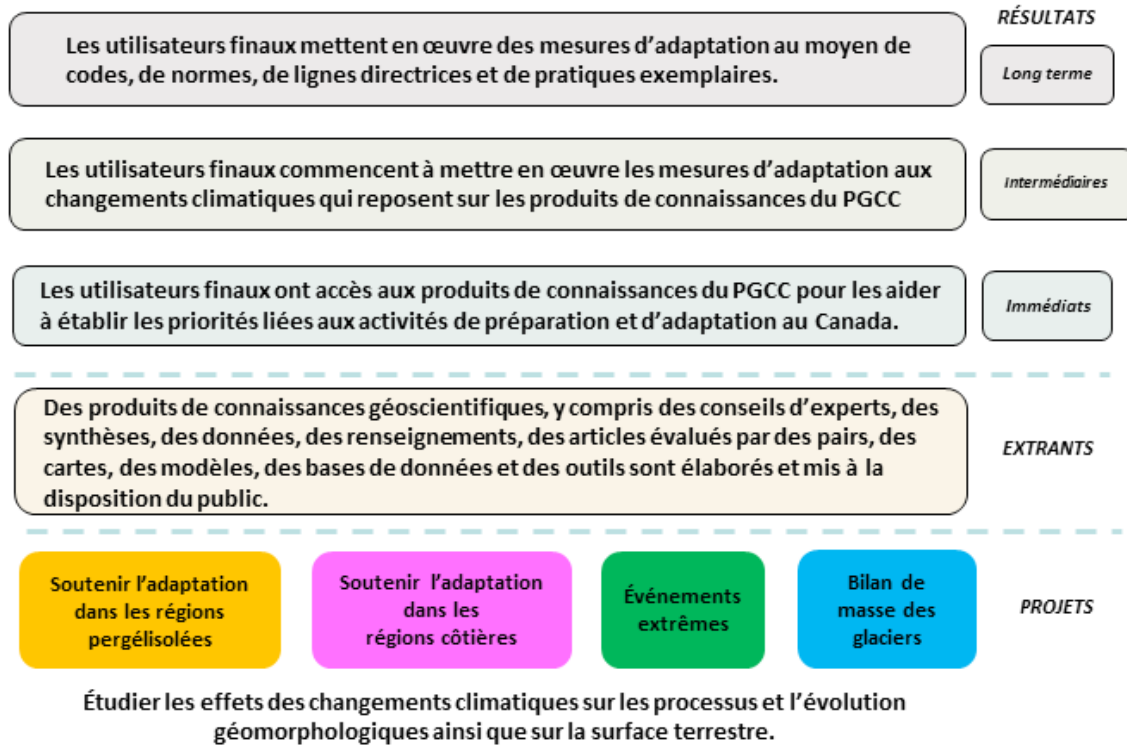 RÉSULTATS
Les utilisateurs finaux mettent en œuvre des mesures d’adaptation au moyen de
codes, de normes, de lignes directrices et de pratiques exemplaires.
Long terme
Les utilisateurs finaux commencent à mettre en œuvre les mesures d’adaptation aux
changements climatiques qui reposent sur les produits de connaissances du PGCC
Intermédiaires
Les utilisateurs finaux ont accès aux produits de connaissances du PGCC pour les aider
à établir les priorités liées aux activités de préparation et d’adaptation au Canada.
Immédiats
Des produits de connaissances géoscientifiques, y compris des conseils d’experts, des
synthèses, des données, des renseignements, des articles évalués par des pairs, des
cartes, des modèles, des bases de données et des outils sont élaborés et mis à la
disposition du public.
EXTRANTS
Soutenir l’adaptation
dans les régions
pergélisolées
Soutenir l’adaptation
dans les
régions côtières
Événements
extrêmes
Bilan de
masse des
glaciers
PROJETS
Étudier les effets des changements climatiques sur les processus et l’évolution
géomorphologiques ainsi que sur la surface terrestre.